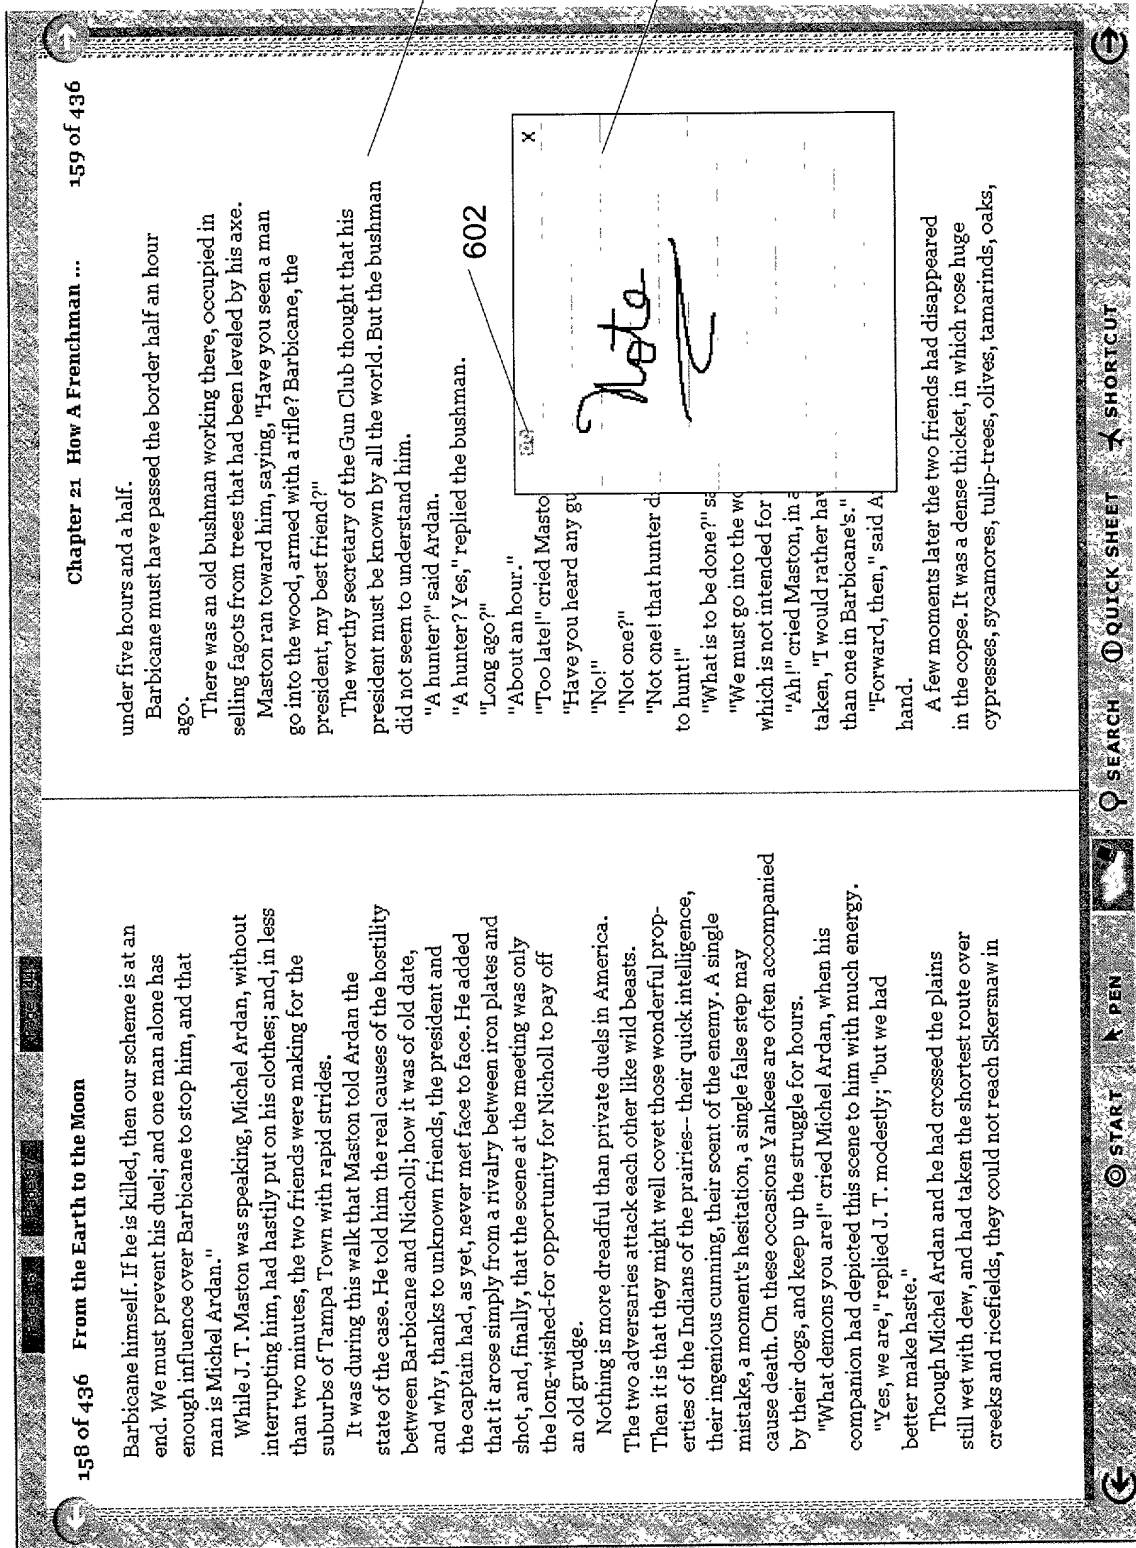 158 of 436 From the Earth to the Moon
Barbicane himself. If he is killed, then our scheme is at an
end. We must prevent his duel; and one man alone has
enough influence over Barbicane to stop him, and that
man is Michel Ardan."
While J. T. Maston was speaking, Michel Ardan, without
interrupting him, had hastily put on his clothes; and, in less
than two minutes, the two friends were making for the
suburbs of Tampa Town with rapid strides.
It was during this walk that Maston told Ardan the
state of the case. He told him the real causes of the hostility
between Barbicane and Nicholl; how it was of old date,
and why, thanks to unknown friends, the president and
the captain had, as yet, never met face to face. He added
that it arose simply from a rivalry between iron plates and
shot, and, finally, that the scene at the meeting was only
the long-wished-for opportunity for Nicholl to pay off
an old grudge.
Nothing is more dreadful than private duels in America.
The two adversaries attack each other like wild beasts.
Then it is that they might well covet those wonderful prop-
erties of the Indians of the prairies-- their quick intelligence,
their ingenious cunning, their scent of the enemy. A single
mistake, a moment's hesitation, a single false step may
cause death. On these occasions Yankees are often accompanied
by their dogs, and keep up the struggle for hours.
"What demons you are!" cried Michel Ardan, when his
companion had depicted this scene to him with much energy.
"Yes, we are," replied J. T. modestly; "but we had
better make haste."
Though Michel Ardan and he had crossed the plains
still wet with dew, and had taken the shortest route over
creeks and ricefields, they could not reach Skersnaw in
Chapter 21 How A Frenchman ... 159 of 436
under five hours and a half.
Barbicane must have passed the border half an hour
ago.
There was an old bushman working there, occupied in
selling fagots from trees that had been leveled by his axe.
Maston ran toward him, saying, "Have you seen a man
go into the wood, armed with a rifle? Barbicane, the
president, my best friend?"
The worthy secretary of the Gun Club thought that his
president must be known by all the world. But the bushman
did not seem to understand him.
"A hunter?" said Ardan.
"A hunter? Yes," replied the bushman.
"Long ago?"
"About an hour."
"Too late!" cried Masto
"Have you heard any gu
"No!"
"Not one?"
"Not one! that hunter d
to hunt!"
"What is to be done?" sa
"We must go into the wo
which is not intended for
"Ah!" cried Maston, in a
taken, "I would rather hav
than one in Barbicane's."
"Forward, then," said A
hand.
A few moments later the two friends had disappeared
in the copse. It was a dense thicket, in which rose huge
cypresses, sycamores, tulip-trees, olives, tamarinds, oaks,
602
X
Note
START PEN SEARCH QUICK SHEET SHORTCUT